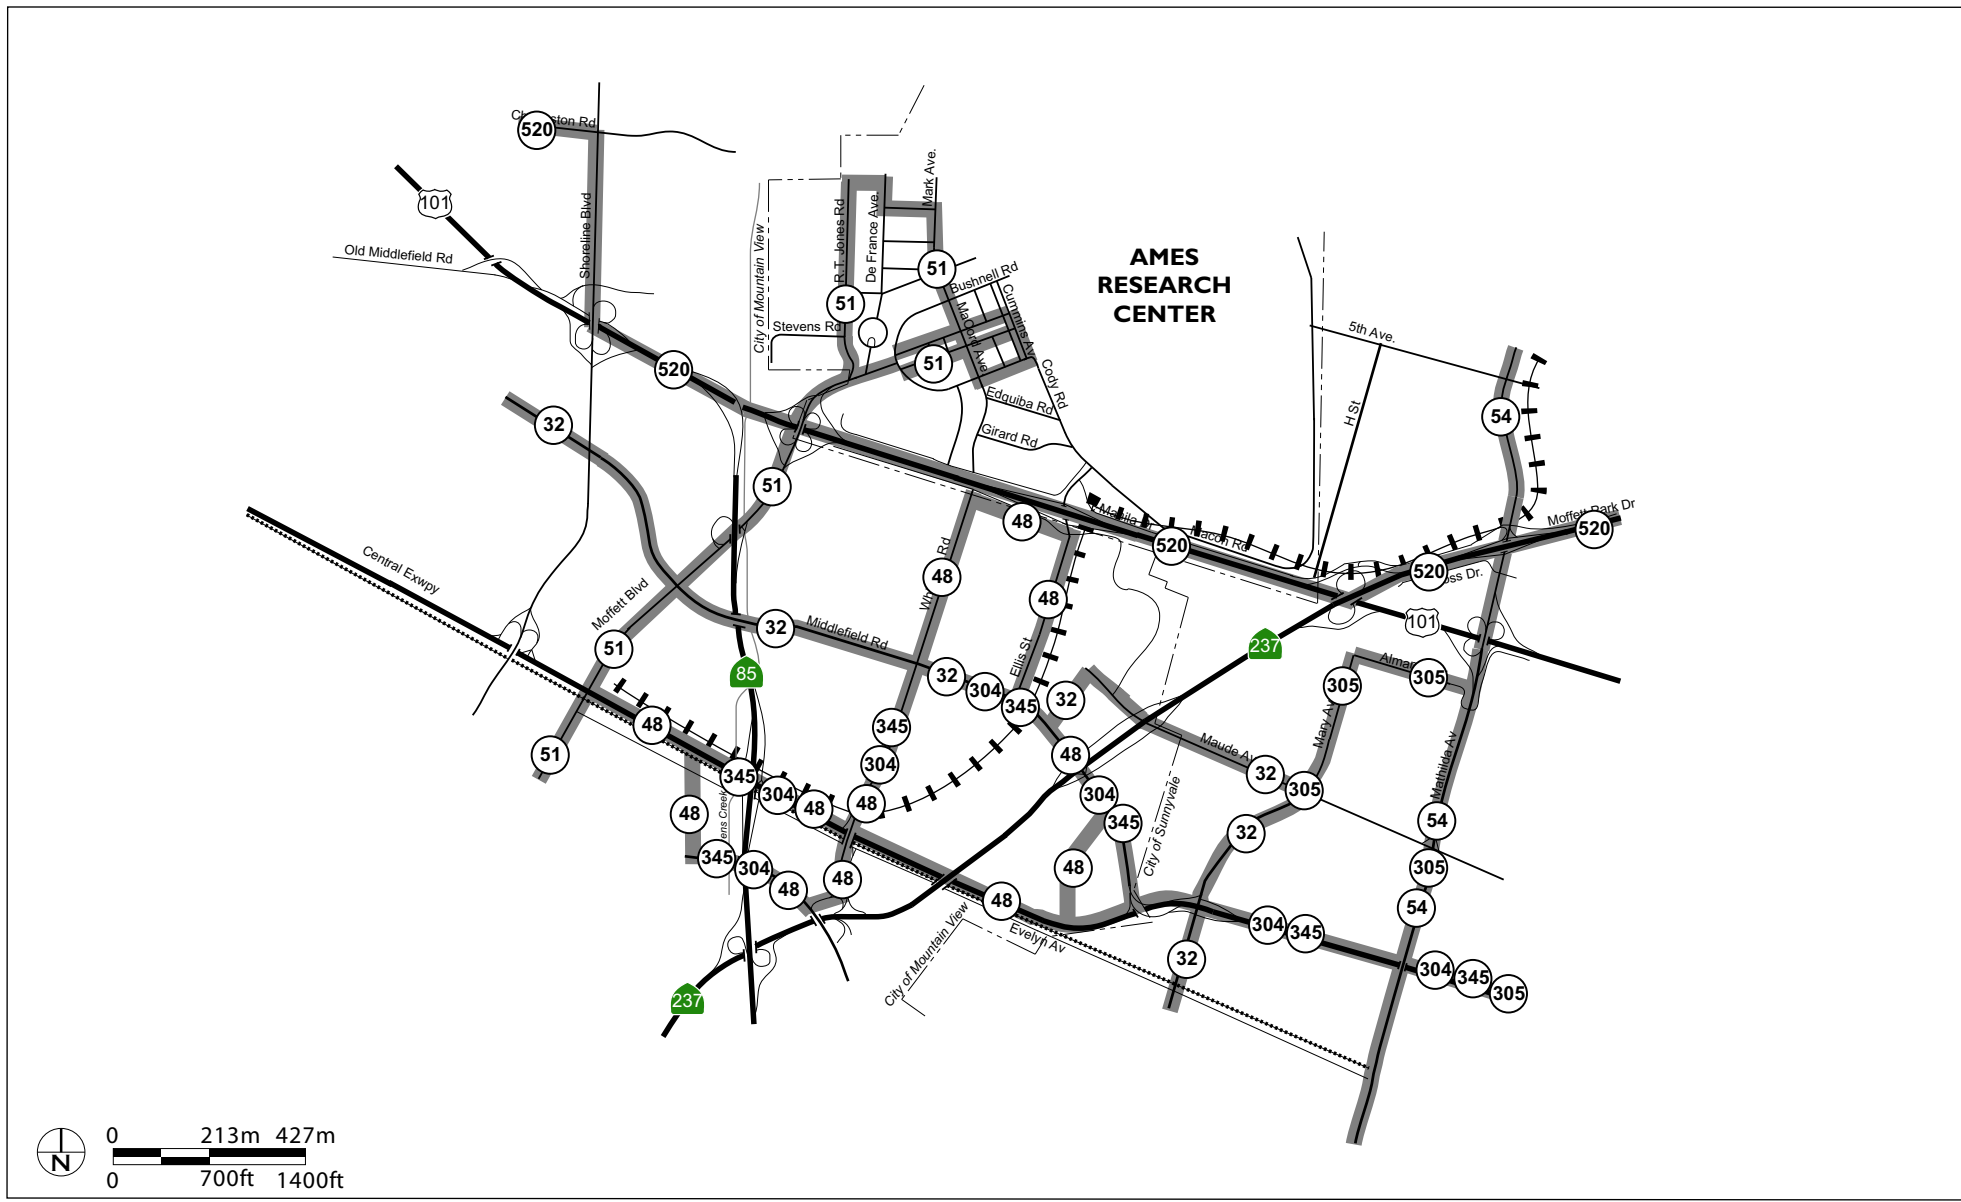 Rd
520
101
Old Middlefield Rd
Shoreline Blvd
City of Mountain View
R.T. Jones Rd
De France Ave.
Mark Ave.
51
Bushnell Rd
AMES
RESEARCH
CENTER
51
Stevens Rd
51
Cody Rd
Edquiba Rd
Girard Rd
5th Ave.
H St
54
520
32
51
48
520
Macon Rd
Moffett Park Dr
520
520
Central Exwpy
Moffett Blvd
48
Rd
48
Ellis St
101
237
51
32
Middlefield Rd
85
32
304
345
32
305
305
Mary Av
51
48
345
304
48
Maude Av
32
305
Mathilda Av
345
304
48
48
304
345
City of Sunnyvale
32
54
48
345
304
48
48
48
305
54
48
Evelyn Av
City of Mountain View
304
345
32
304
345
305
237
N
0 213m 427m
0 700ft 1400ft